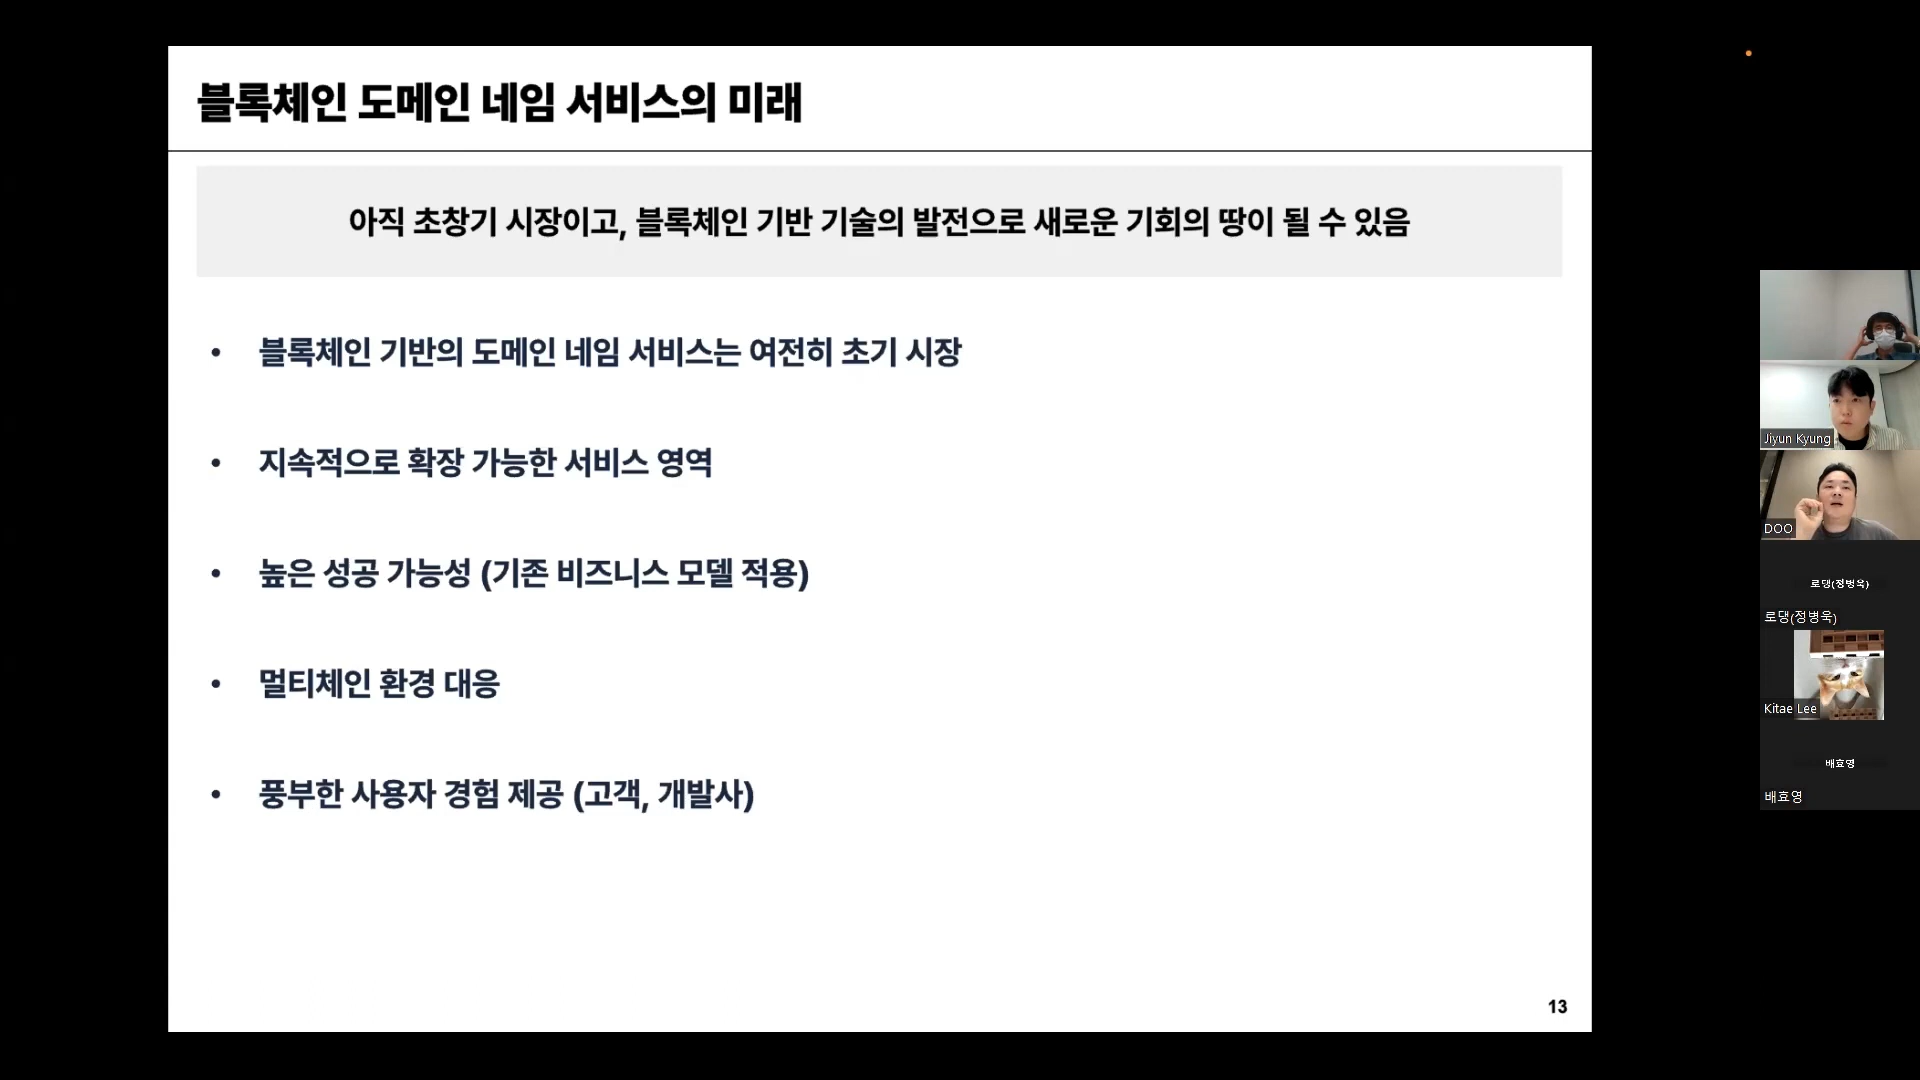 블록체인 도메인 네임 서비스의 미래
아직 초창기 시장이고, 블록체인 기반 기술의 발전으로 새로운 기회의 땅이 될 수 있음
• 블록체인 기반의 도메인 네임 서비스는 여전히 초기 시장
• 지속적으로 확장 가능한 서비스 영역
• 높은 성공 가능성 (기존 비즈니스 모델 적용)
• 멀티체인 환경 대응
• 풍부한 사용자 경험 제공 (고객, 개발사)
13
Jiyun Kyung
DOO
로댕(정병욱)
로댕(정병욱)
Kitae Lee
배효영
배효영